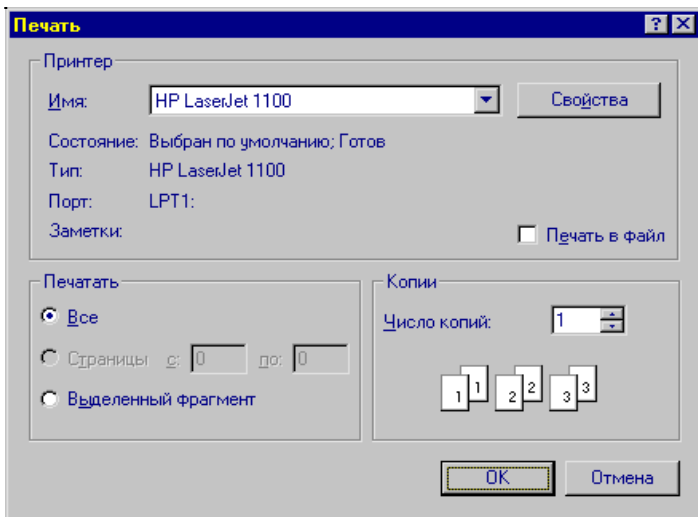 Печать
Принтер
Имя: HP LaserJet 1100 Свойства
Состояние: Выбран по умолчанию; Готов
Тип: HP LaserJet 1100
Порт: LPT1:
Заметки: Печать в файл
Печатать
Все
Страницы с: 0 по: 0
Выделенный фрагмент
Копии
Число копий: 1
1 1 2 2 3 3
OK Отмена